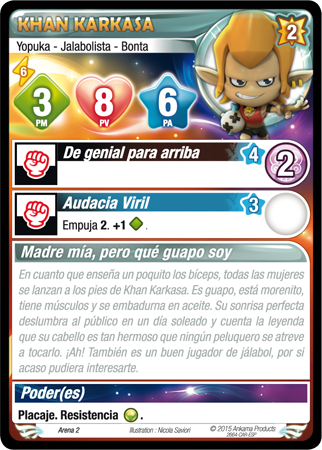 KHAN KARKASA
2
Yopuka - Jalabolista - Bonta
6
3
PM
8
PV
6
PA
De genial para arriba
4
2
Audacia Viril
3
Empuja 2. +1 .
Madre mía, pero qué guapo soy
En cuanto que enseña un poquito los bíceps, todas las mujeres
se lanzan a los pies de Khan Karkasa. Es guapo, está morenito,
tiene músculos y se embadurna en aceite. Su sonrisa perfecta
deslumbra al público en un día soleado y cuenta la leyenda
que su cabello es tan hermoso que ningún peluquero se atreve
a tocarlo. ¡Ah! También es un buen jugador de jálabol, por si
acaso pudiera interesarte.
Poder(es)
Placaje. Resistencia .
Arena 2
Illustration : Nicola Saviori
© 2015 Ankama Products
2664-CAR-ESP